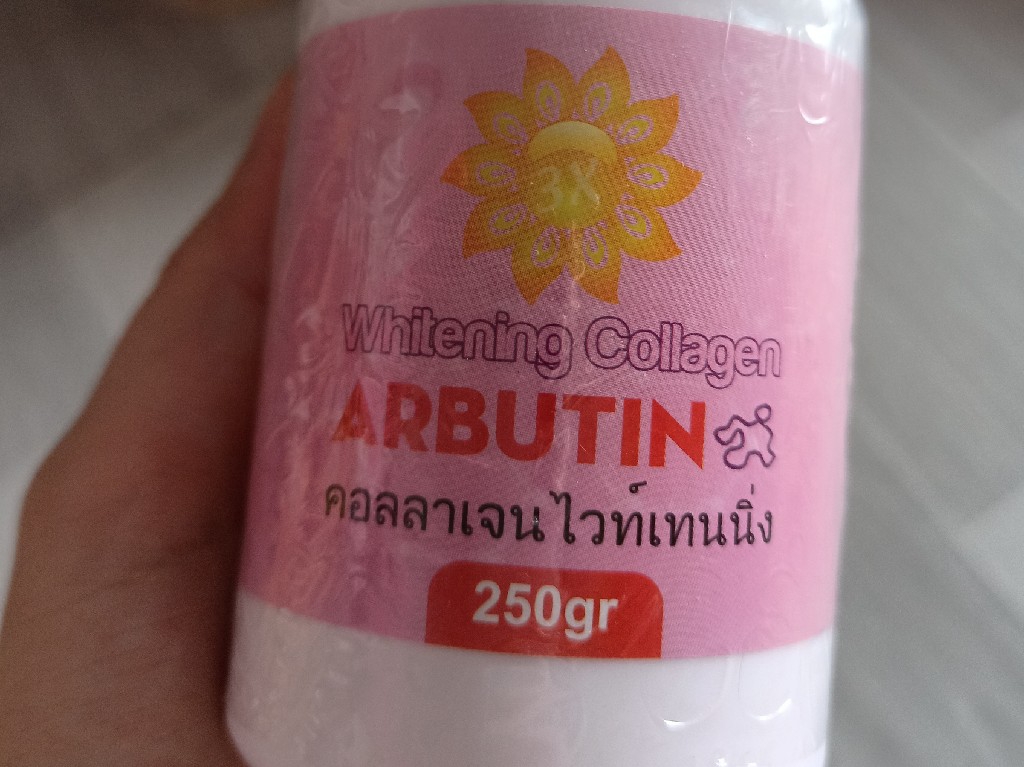 3X
Whitening Collagen
ARBUTIN
คอลลาเจน ไวท์เทนนิ่ง
250gr